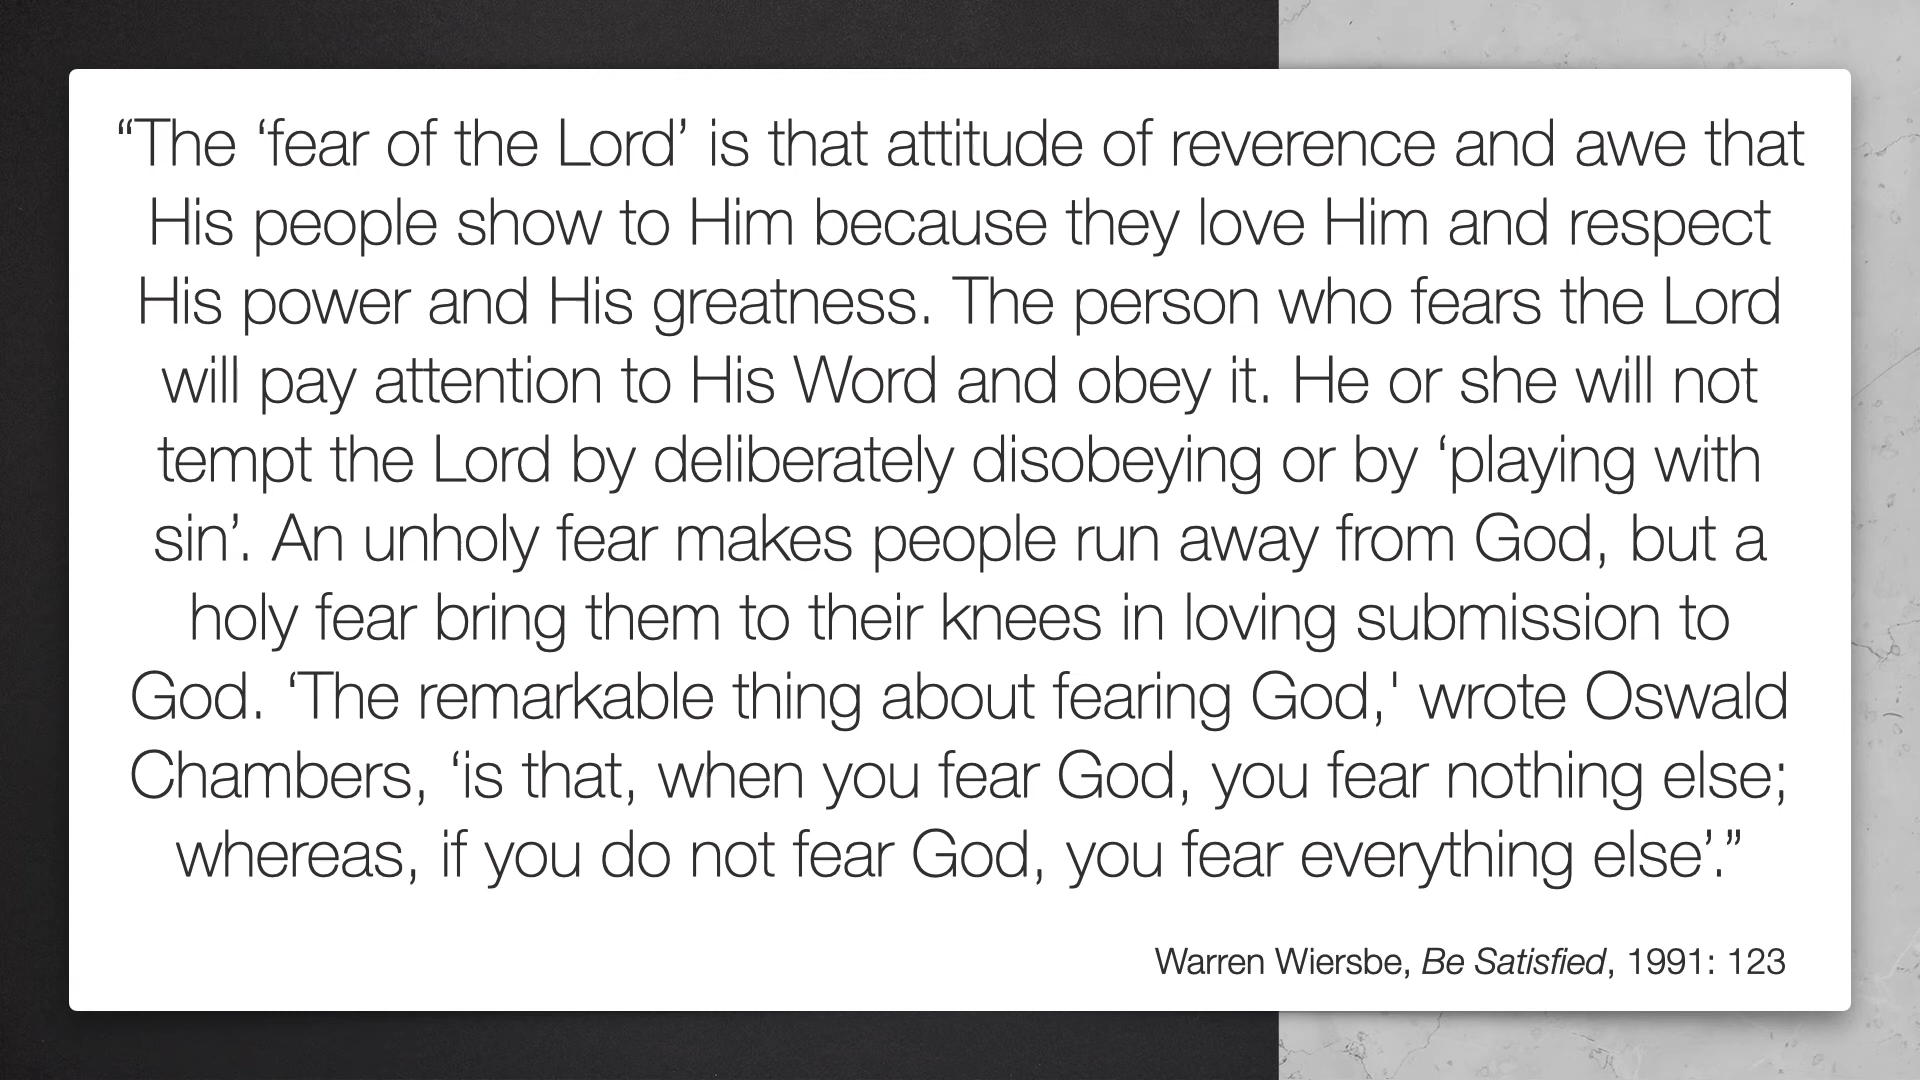 “The ‘fear of the Lord’ is that attitude of reverence and awe that
His people show to Him because they love Him and respect
His power and His greatness. The person who fears the Lord
will pay attention to His Word and obey it. He or she will not
tempt the Lord by deliberately disobeying or by ‘playing with
sin’. An unholy fear makes people run away from God, but a
holy fear bring them to their knees in loving submission to
God. ‘The remarkable thing about fearing God,' wrote Oswald
Chambers, ‘is that, when you fear God, you fear nothing else;
whereas, if you do not fear God, you fear everything else’.”
Warren Wiersbe, Be Satisfied, 1991: 123